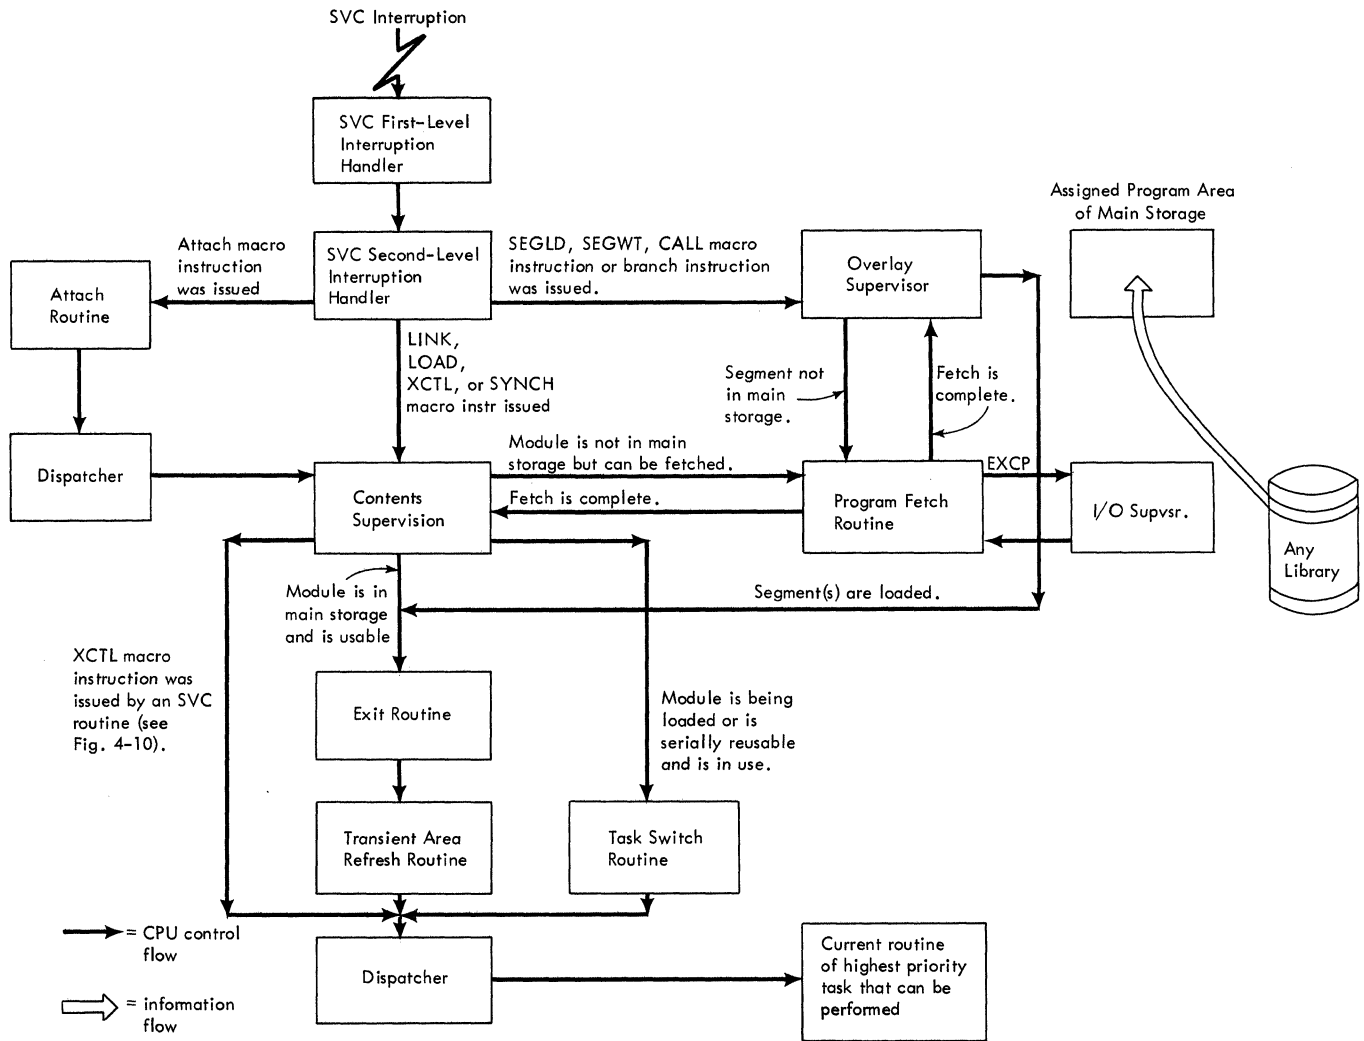 SVC Interruption
SVC First-Level
Interruption
Handler
Assigned Program Area
of Main Storage
Attach macro
instruction
was issued
SVC Second-Level
Interruption
Handler
SEGLD, SEGWT, CALL macro
instruction or branch instruction
was issued.
Overlay
Supervisor
Attach
Routine
LINK,
LOAD,
XCTL, or SYNCH
macro instr issued
Segment not
in main
storage.
Fetch is
complete.
Dispatcher
Module is not in main
storage but can be fetched.
Fetch is complete.
Contents
Supervision
Program Fetch
Routine
EXCP
I/O Supvsr.
Any
Library
Module is in
main storage
and is usable
Segment(s) are loaded.
XCTL macro
instruction was
issued by an SVC
routine (see
Fig. 4-10).
Exit Routine
Module is being
loaded or is
serially reusable
and is in use.
Transient Area
Refresh Routine
Task Switch
Routine
= CPU control
flow
= information
flow
Dispatcher
Current routine
of highest priority
task that can be
performed